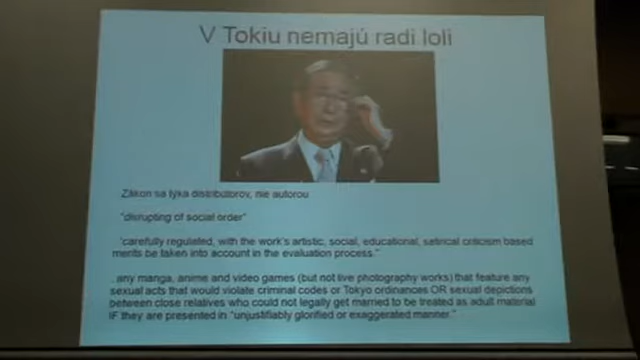 V Tokiu nemajú radi loli
Zákon sa týka distribútorov, nie autorou
"disrupting of social order"
"carefully regulated, with the work's artistic, social, educational, satirical criticism based
merits be taken into account in the evaluation process."
any manga, anime and video games (but not live photography works) that feature any
sexual acts that would violate criminal codes or Tokyo ordinances OR sexual depictions
between close relatives who could not legally get married to be treated as adult material
IF they are presented in "unjustifiably glorified or exaggerated manner."